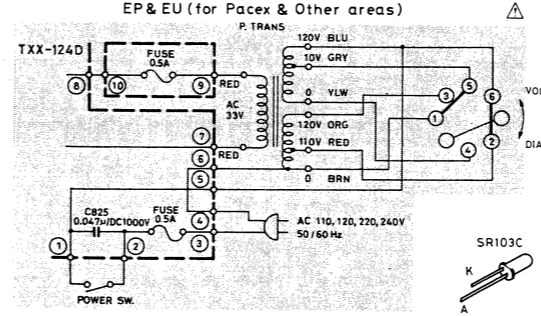 EP & EU (for Pacex & Other areas)
P. TRANS
TXX-124D
FUSE
0.5A
120V BLU
10V GRY
8
10
9
RED
AC
33V
0 YLW
120V ORG
110V RED
0 BRN
3
5
6
1
4
2
VOL
DIA
7
RED
6
5
C825
0.047μ/DC1000V
FUSE
0.5A
4
3
1
2
AC 110, 120, 220, 240V
50/60 Hz
POWER SW.
SR103C
K
A